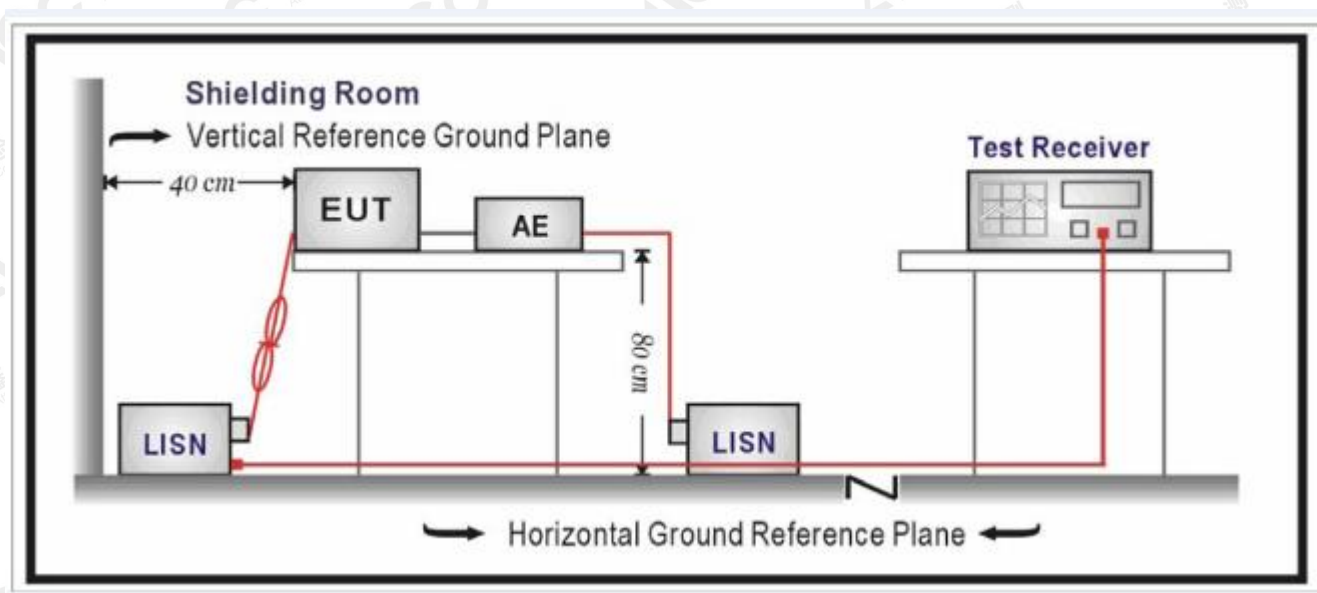 Shielding Room
Vertical Reference Ground Plane
Test Receiver
40 cm
EUT
AE
80 cm
LISN
LISN
Horizontal Ground Reference Plane